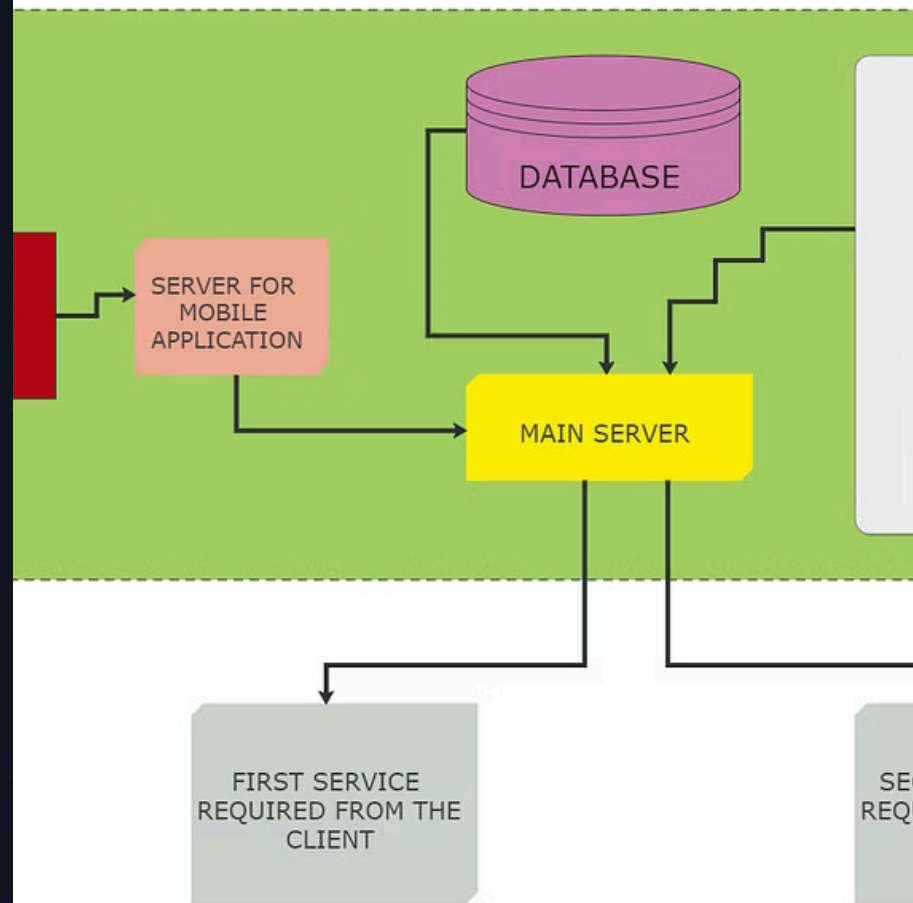 DATABASE
SERVER FOR
MOBILE
APPLICATION
MAIN SERVER
FIRST SERVICE
REQUIRED FROM THE
CLIENT